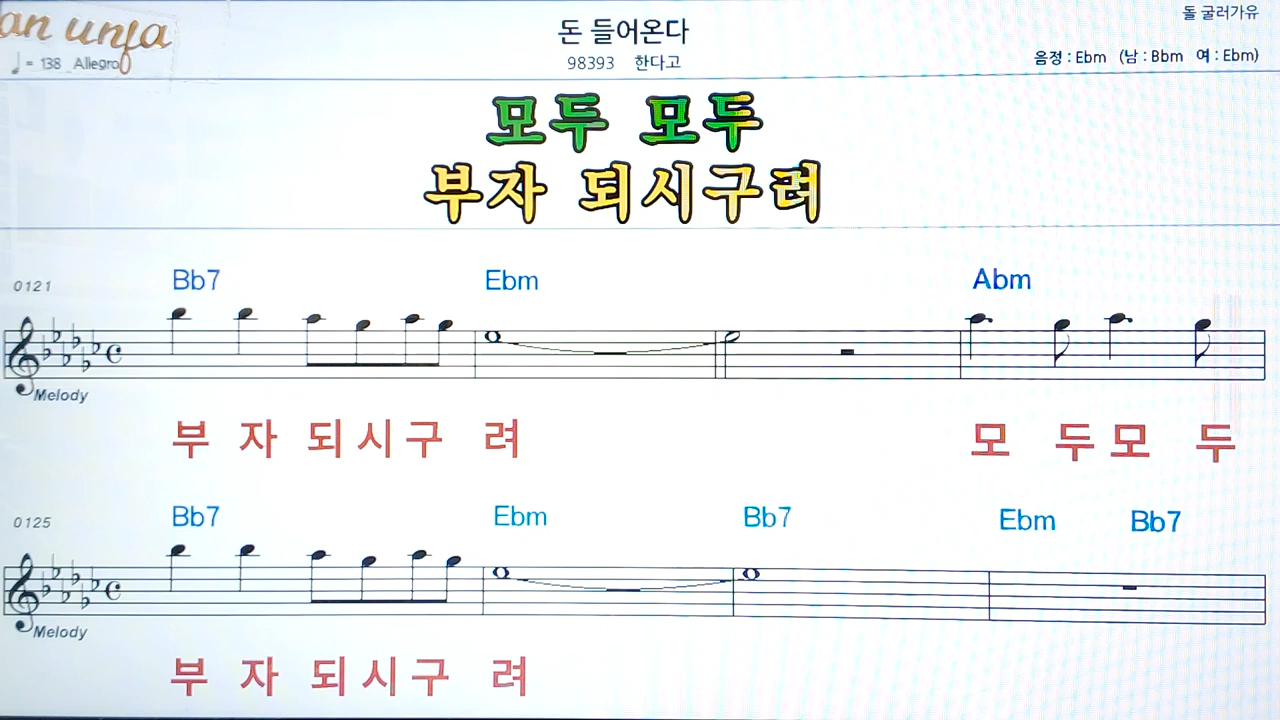 an unfa
♩ = 138 Allegro
돈 들어온다
98393 한다고
돌 굴러가유
음정 : Ebm (남 : Bbm 여 : Ebm)
모두 모두
부자 되시구려
0121 Bb7 Ebm Abm
Melody
부 자 되 시 구 려 모 두 모 두
0125 Bb7 Ebm Bb7 Ebm Bb7
Melody
부 자 되 시 구 려